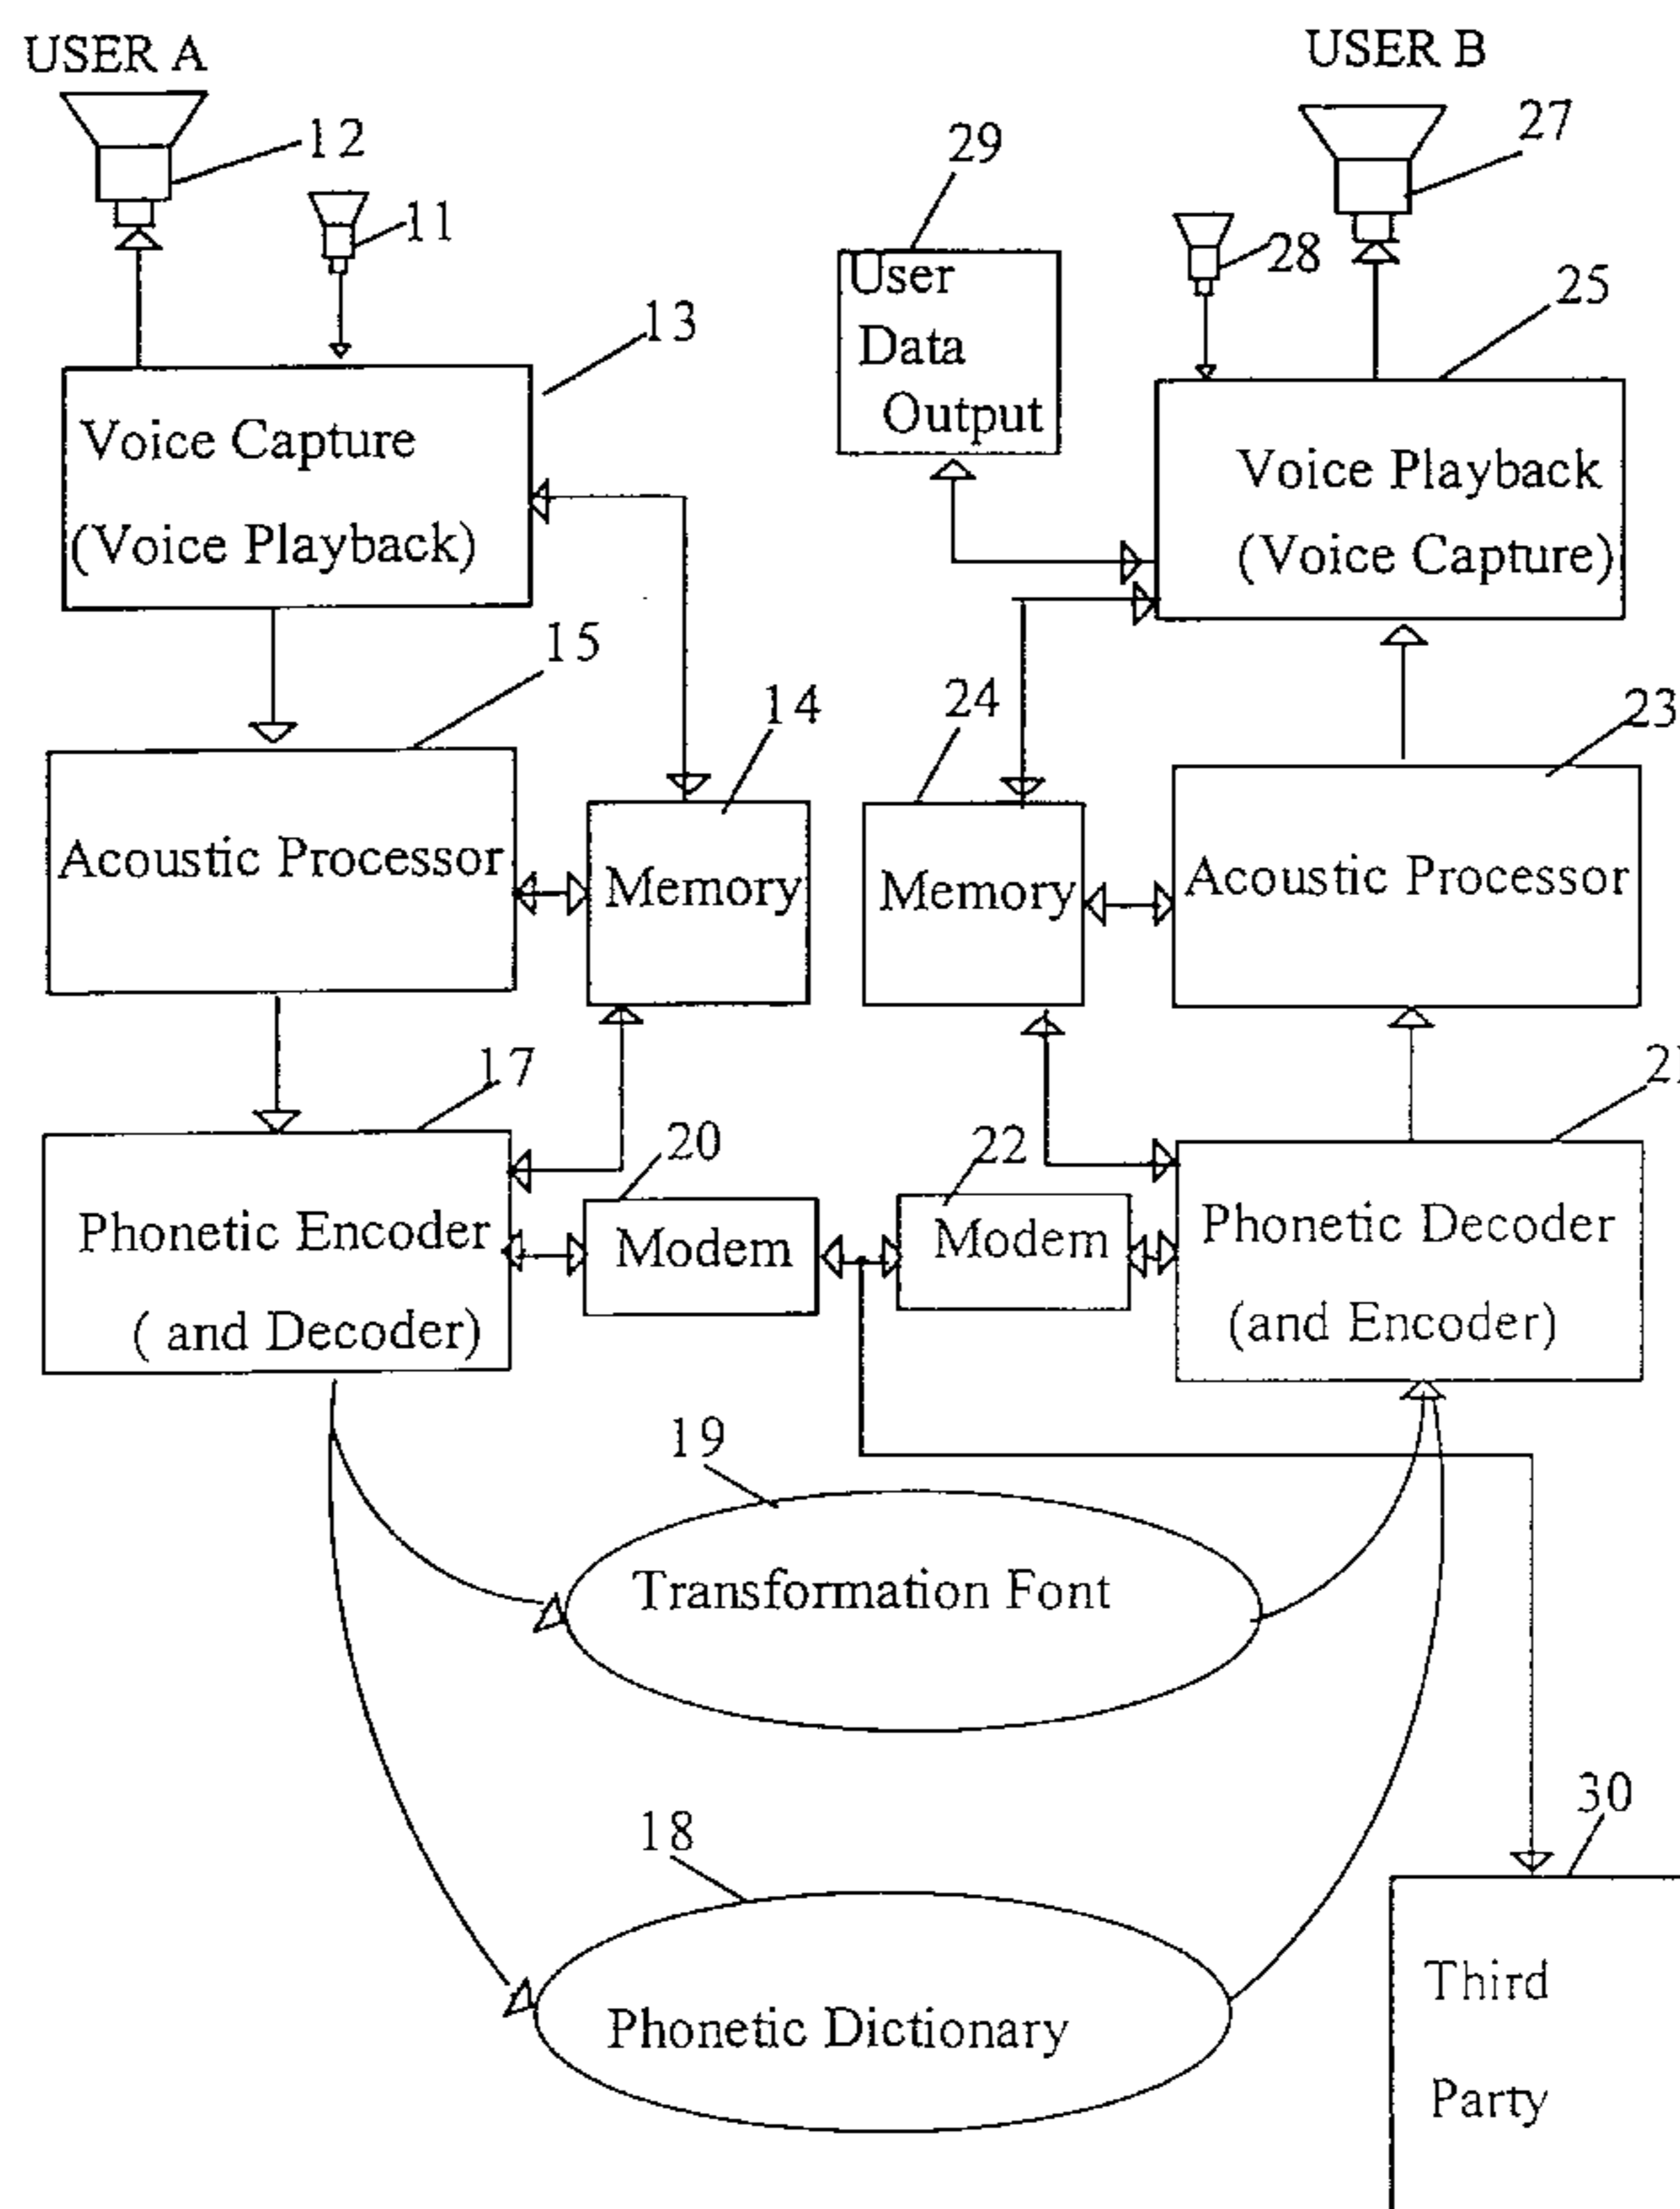 USER A
USER B
12
11
29
27
28
User
Data
Output
13
25
Voice Capture
(Voice Playback)
Voice Playback
(Voice Capture)
15
14
24
23
Acoustic Processor
Memory
Memory
Acoustic Processor
17
20
22
Phonetic Encoder
( and Decoder)
Modem
Modem
Phonetic Decoder
(and Encoder)
19
Transformation Font
18
Phonetic Dictionary
30
Third
Party